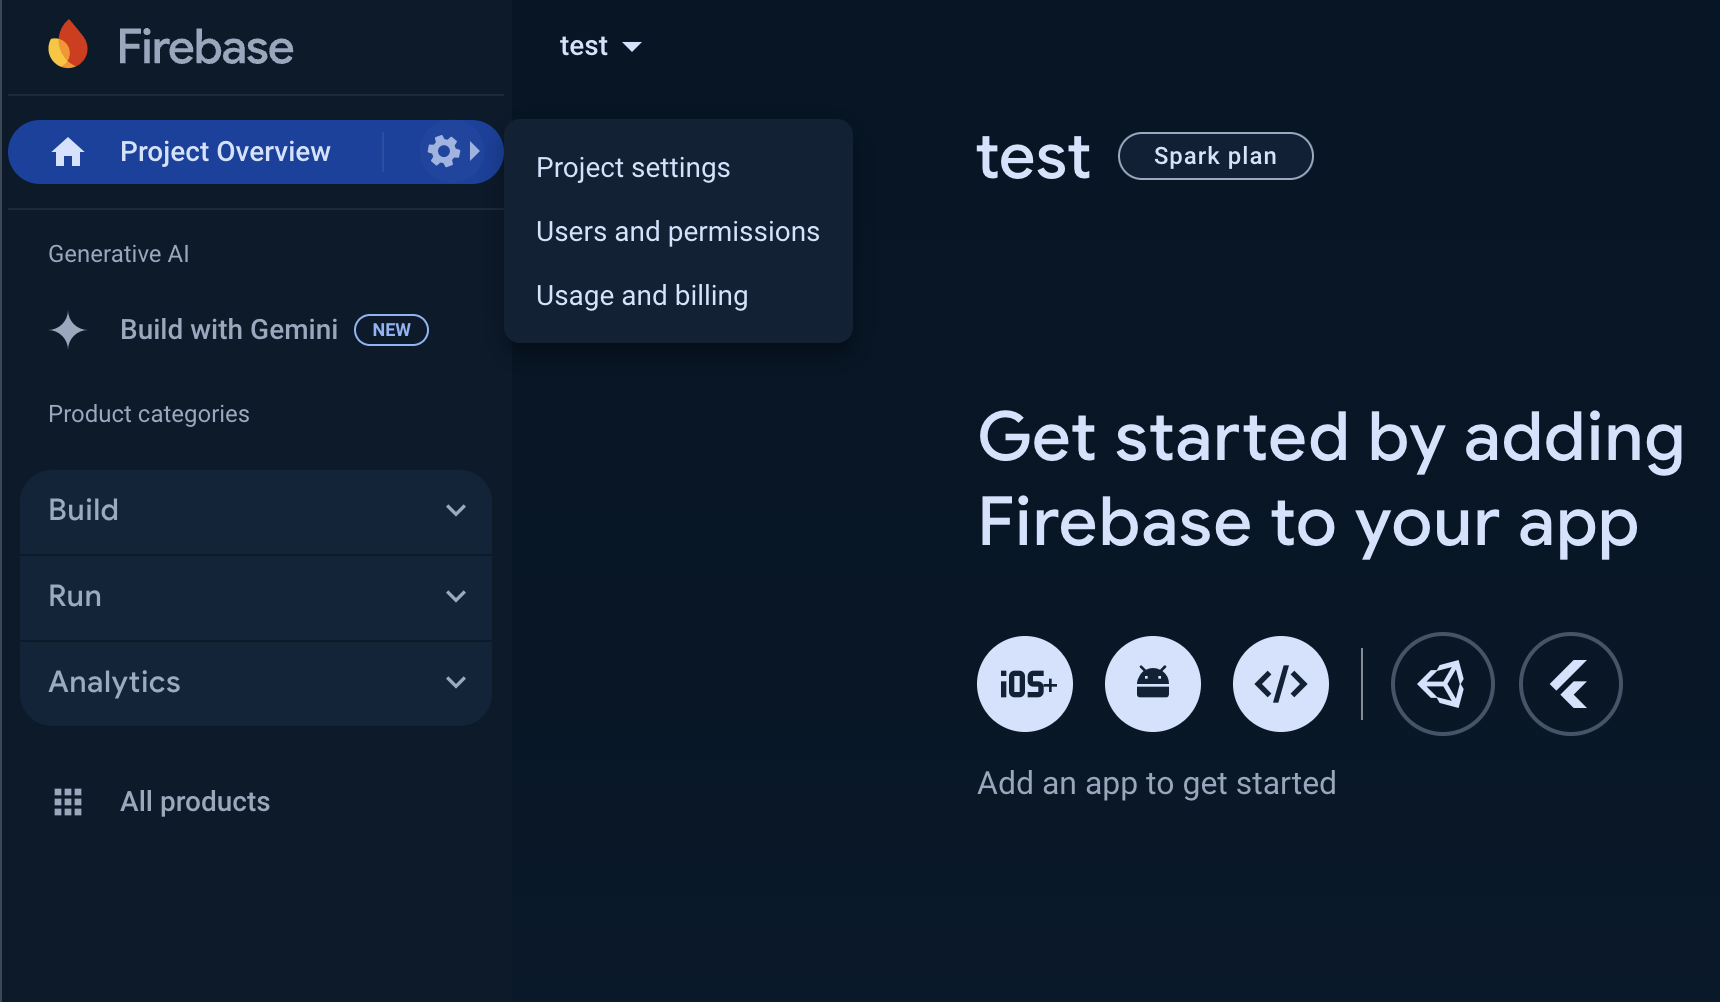 Firebase
test
Project Overview
Project settings
Users and permissions
Usage and billing
Generative AI
Build with Gemini NEW
Product categories
Build
Run
Analytics
All products
test Spark plan
Get started by adding
Firebase to your app
iOS+
Add an app to get started